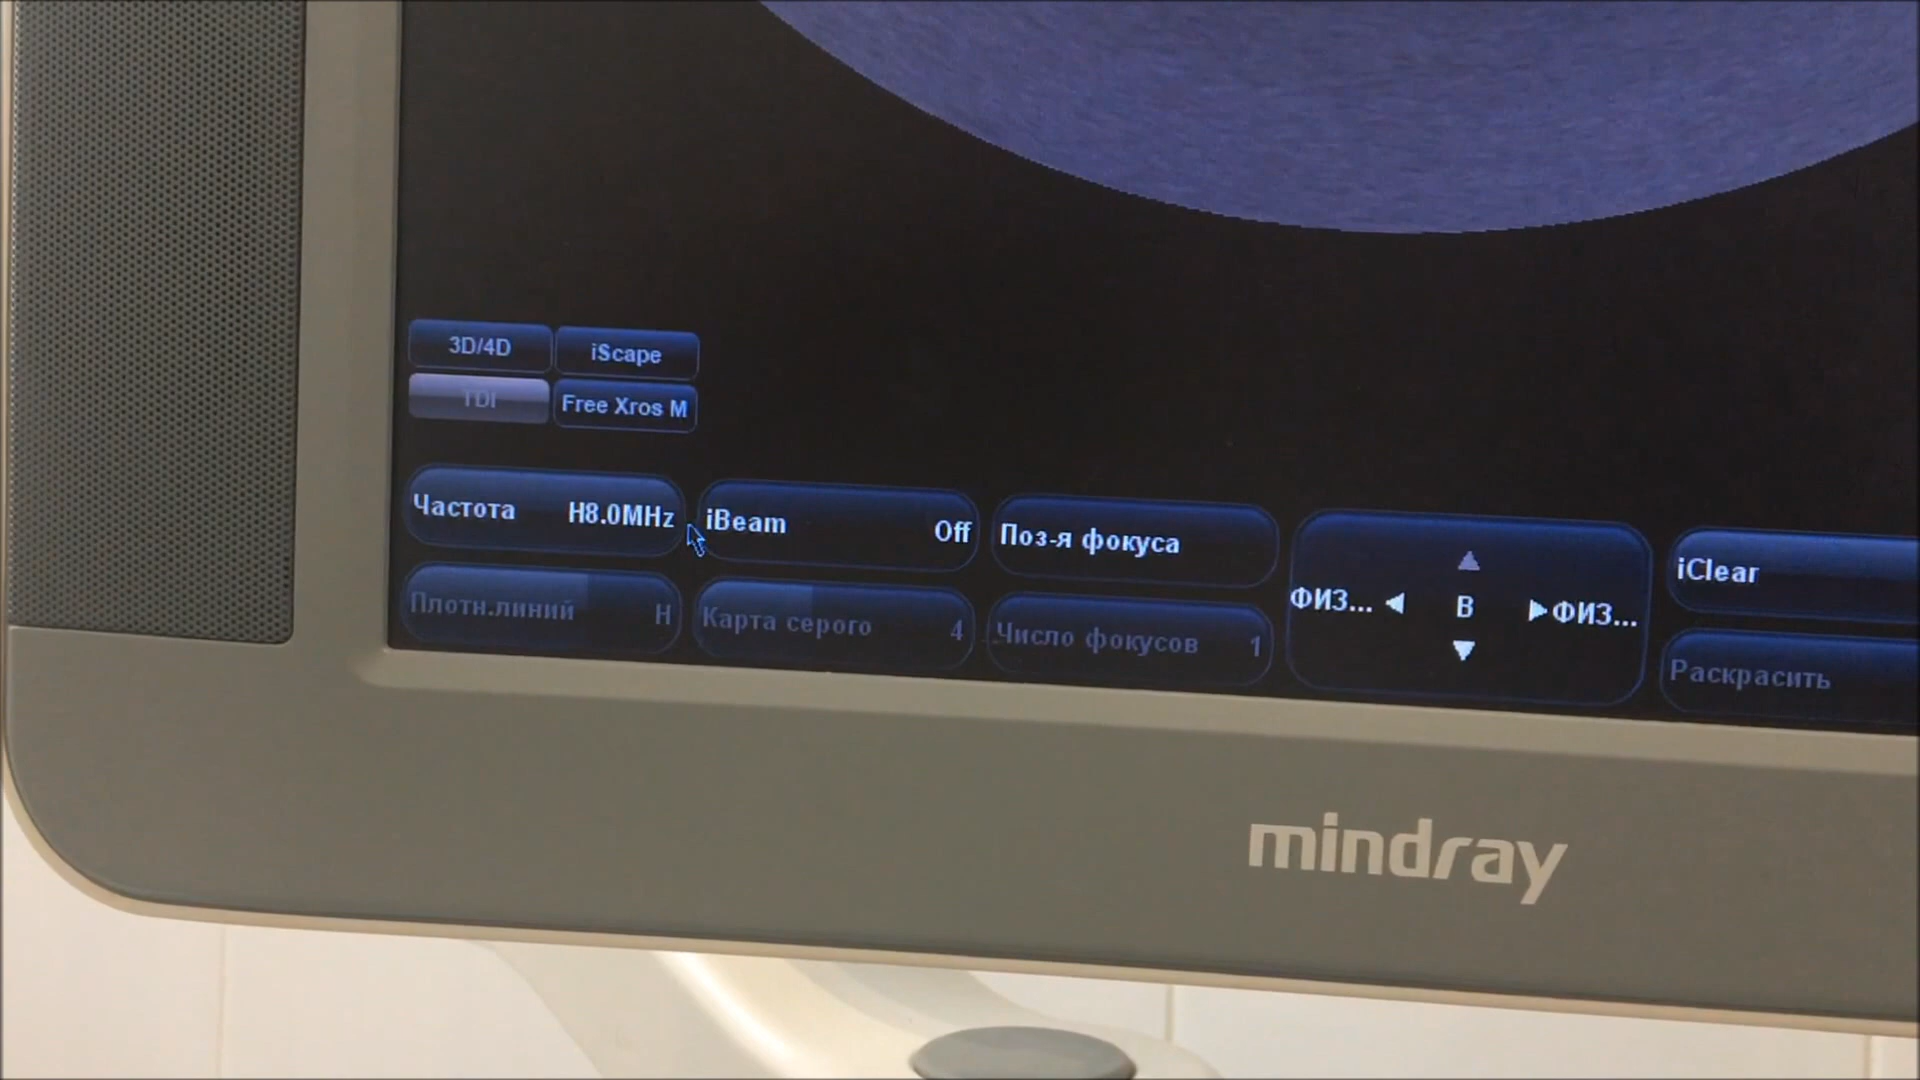 3D/4D iScape
TDI Free Xros M
Частота H8.0MHz iBeam Off Поз-я фокуса iClear
ФИЗ... B ФИЗ...
Плотн.линий H Карта серого 4 Число фокусов 1 Раскрасить
mindray